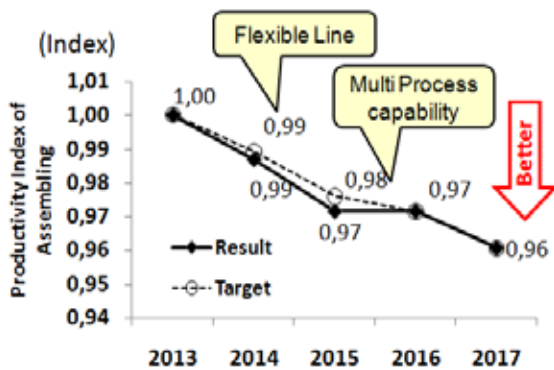 (Index)
Productivity Index of
Assembling
1,01
1,00
0,99
0,98
0,97
0,96
0,95
0,94
2013
2014
2015
2016
2017
Flexible Line
Multi Process
capability
Better
1,00
0,99
0,99
0,98
0,97
0,97
0,96
Result
Target